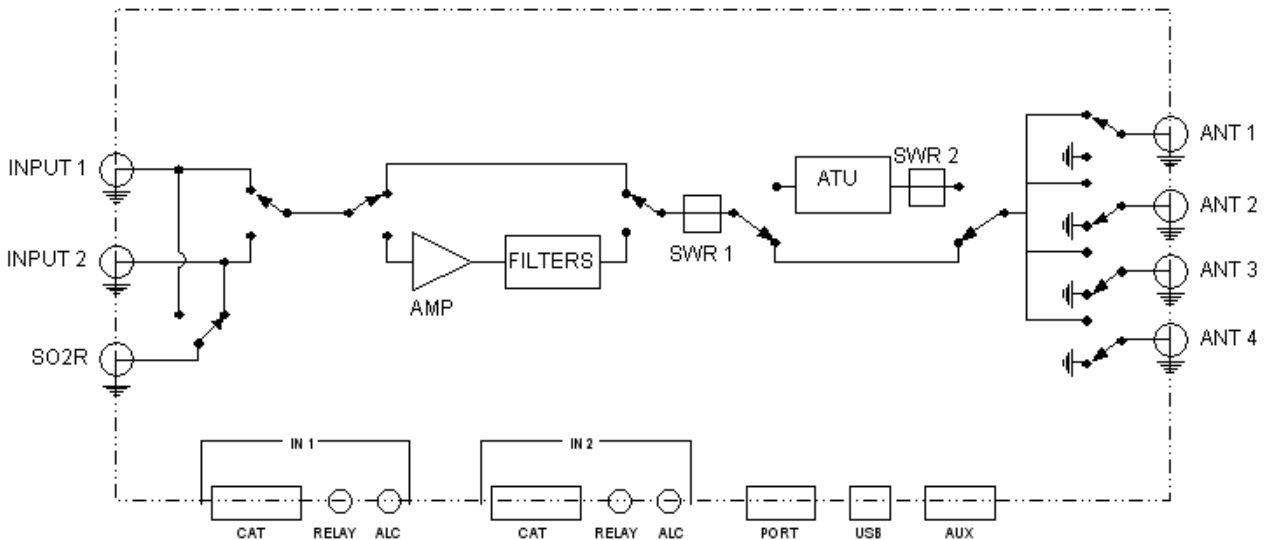 INPUT 1
INPUT 2
SO2R
AMP
FILTERS
SWR 1
ATU
SWR 2
ANT 1
ANT 2
ANT 3
ANT 4
IN 1
IN 2
CAT
RELAY
ALC
CAT
RELAY
ALC
PORT
USB
AUX